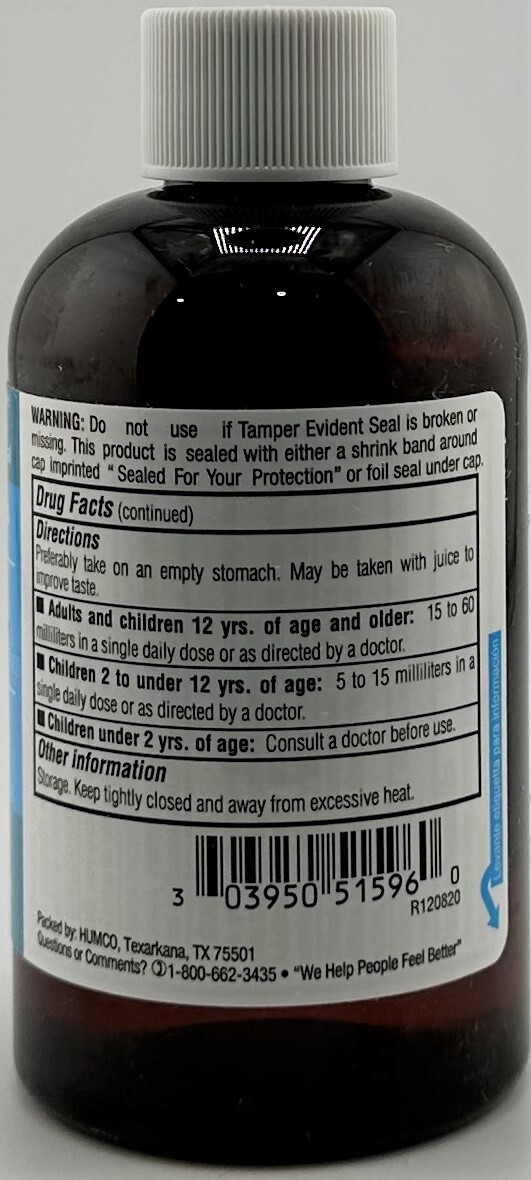 WARNING: Do not use if Tamper Evident Seal is broken or
missing. This product is sealed with either a shrink band around
cap imprinted "Sealed For Your Protection" or foil seal under cap.
Drug Facts (continued)
Directions
Preferably take on an empty stomach. May be taken with juice to
improve taste.
■ Adults and children 12 yrs. of age and older: 15 to 60
milliliters in a single daily dose or as directed by a doctor.
■ Children 2 to under 12 yrs. of age: 5 to 15 milliliters in a
single daily dose or as directed by a doctor.
■ Children under 2 yrs. of age: Consult a doctor before use.
Other information
Storage. Keep tightly closed and away from excessive heat.
3 03950 51596 0
R120820
Packed by: HUMCO, Texarkana, TX 75501
Questions or Comments? ✆1-800-662-3435 • "We Help People Feel Better"
Levante etiquetta para información